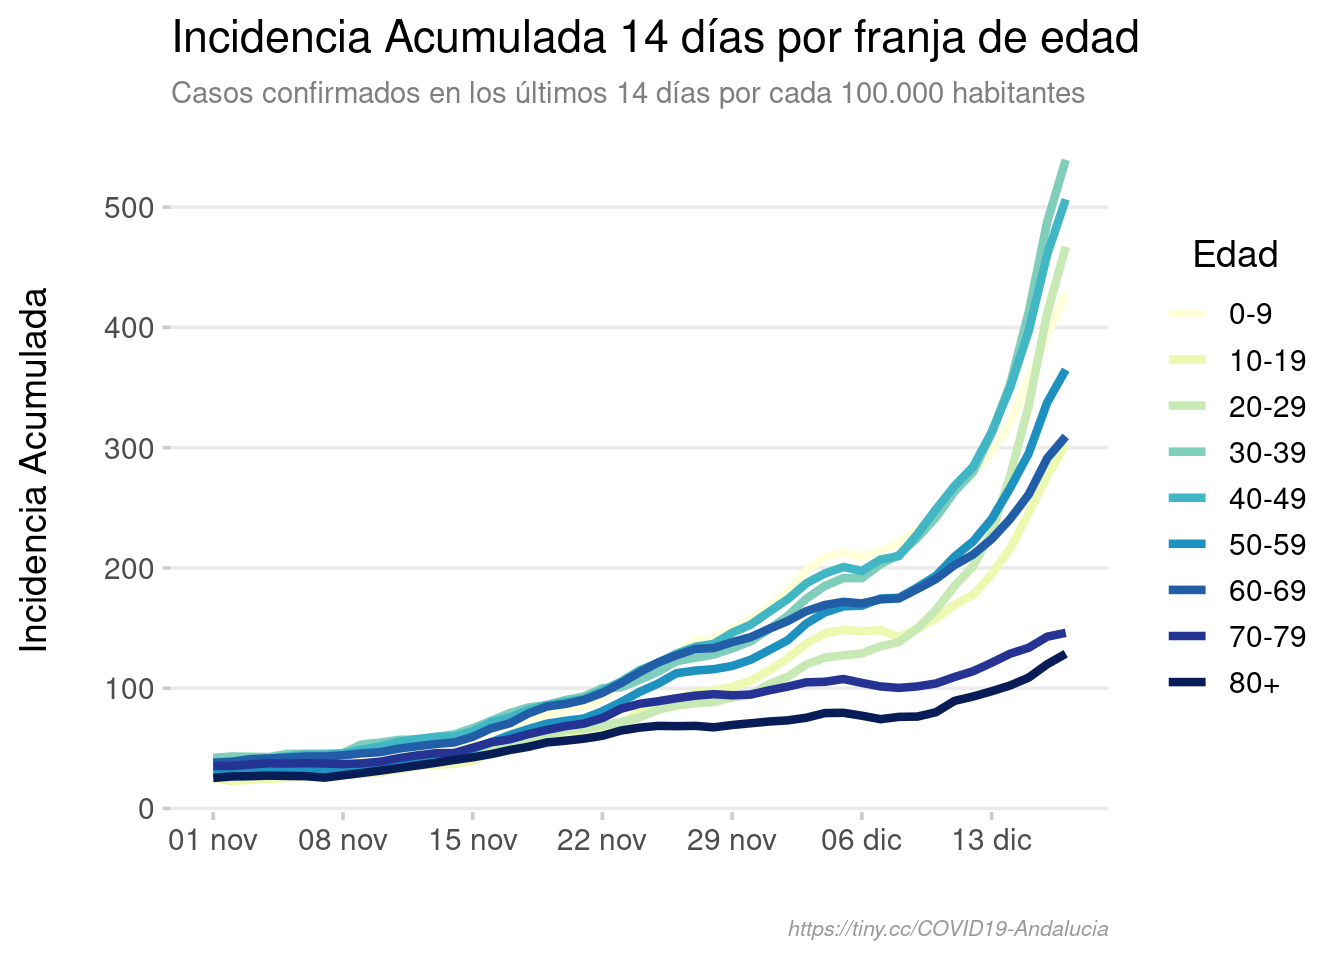 Incidencia Acumulada 14 días por franja de edad
Casos confirmados en los últimos 14 días por cada 100.000 habitantes
Incidencia Acumulada
500
400
300
200
100
0
01 nov 08 nov 15 nov 22 nov 29 nov 06 dic 13 dic
Edad
0-9
10-19
20-29
30-39
40-49
50-59
60-69
70-79
80+
https://tiny.cc/COVID19-Andalucia